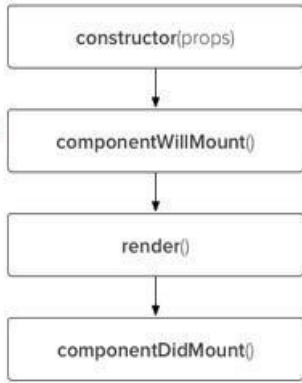 constructor(props)
componentWillMount()
render()
componentDidMount()